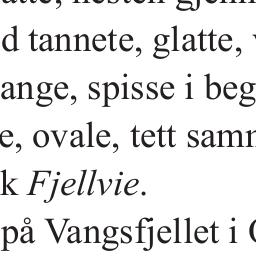 d tannete, glatte,
ange, spisse i beg
e, ovale, tett samm
k Fjellvie.
på Vangsfjellet i